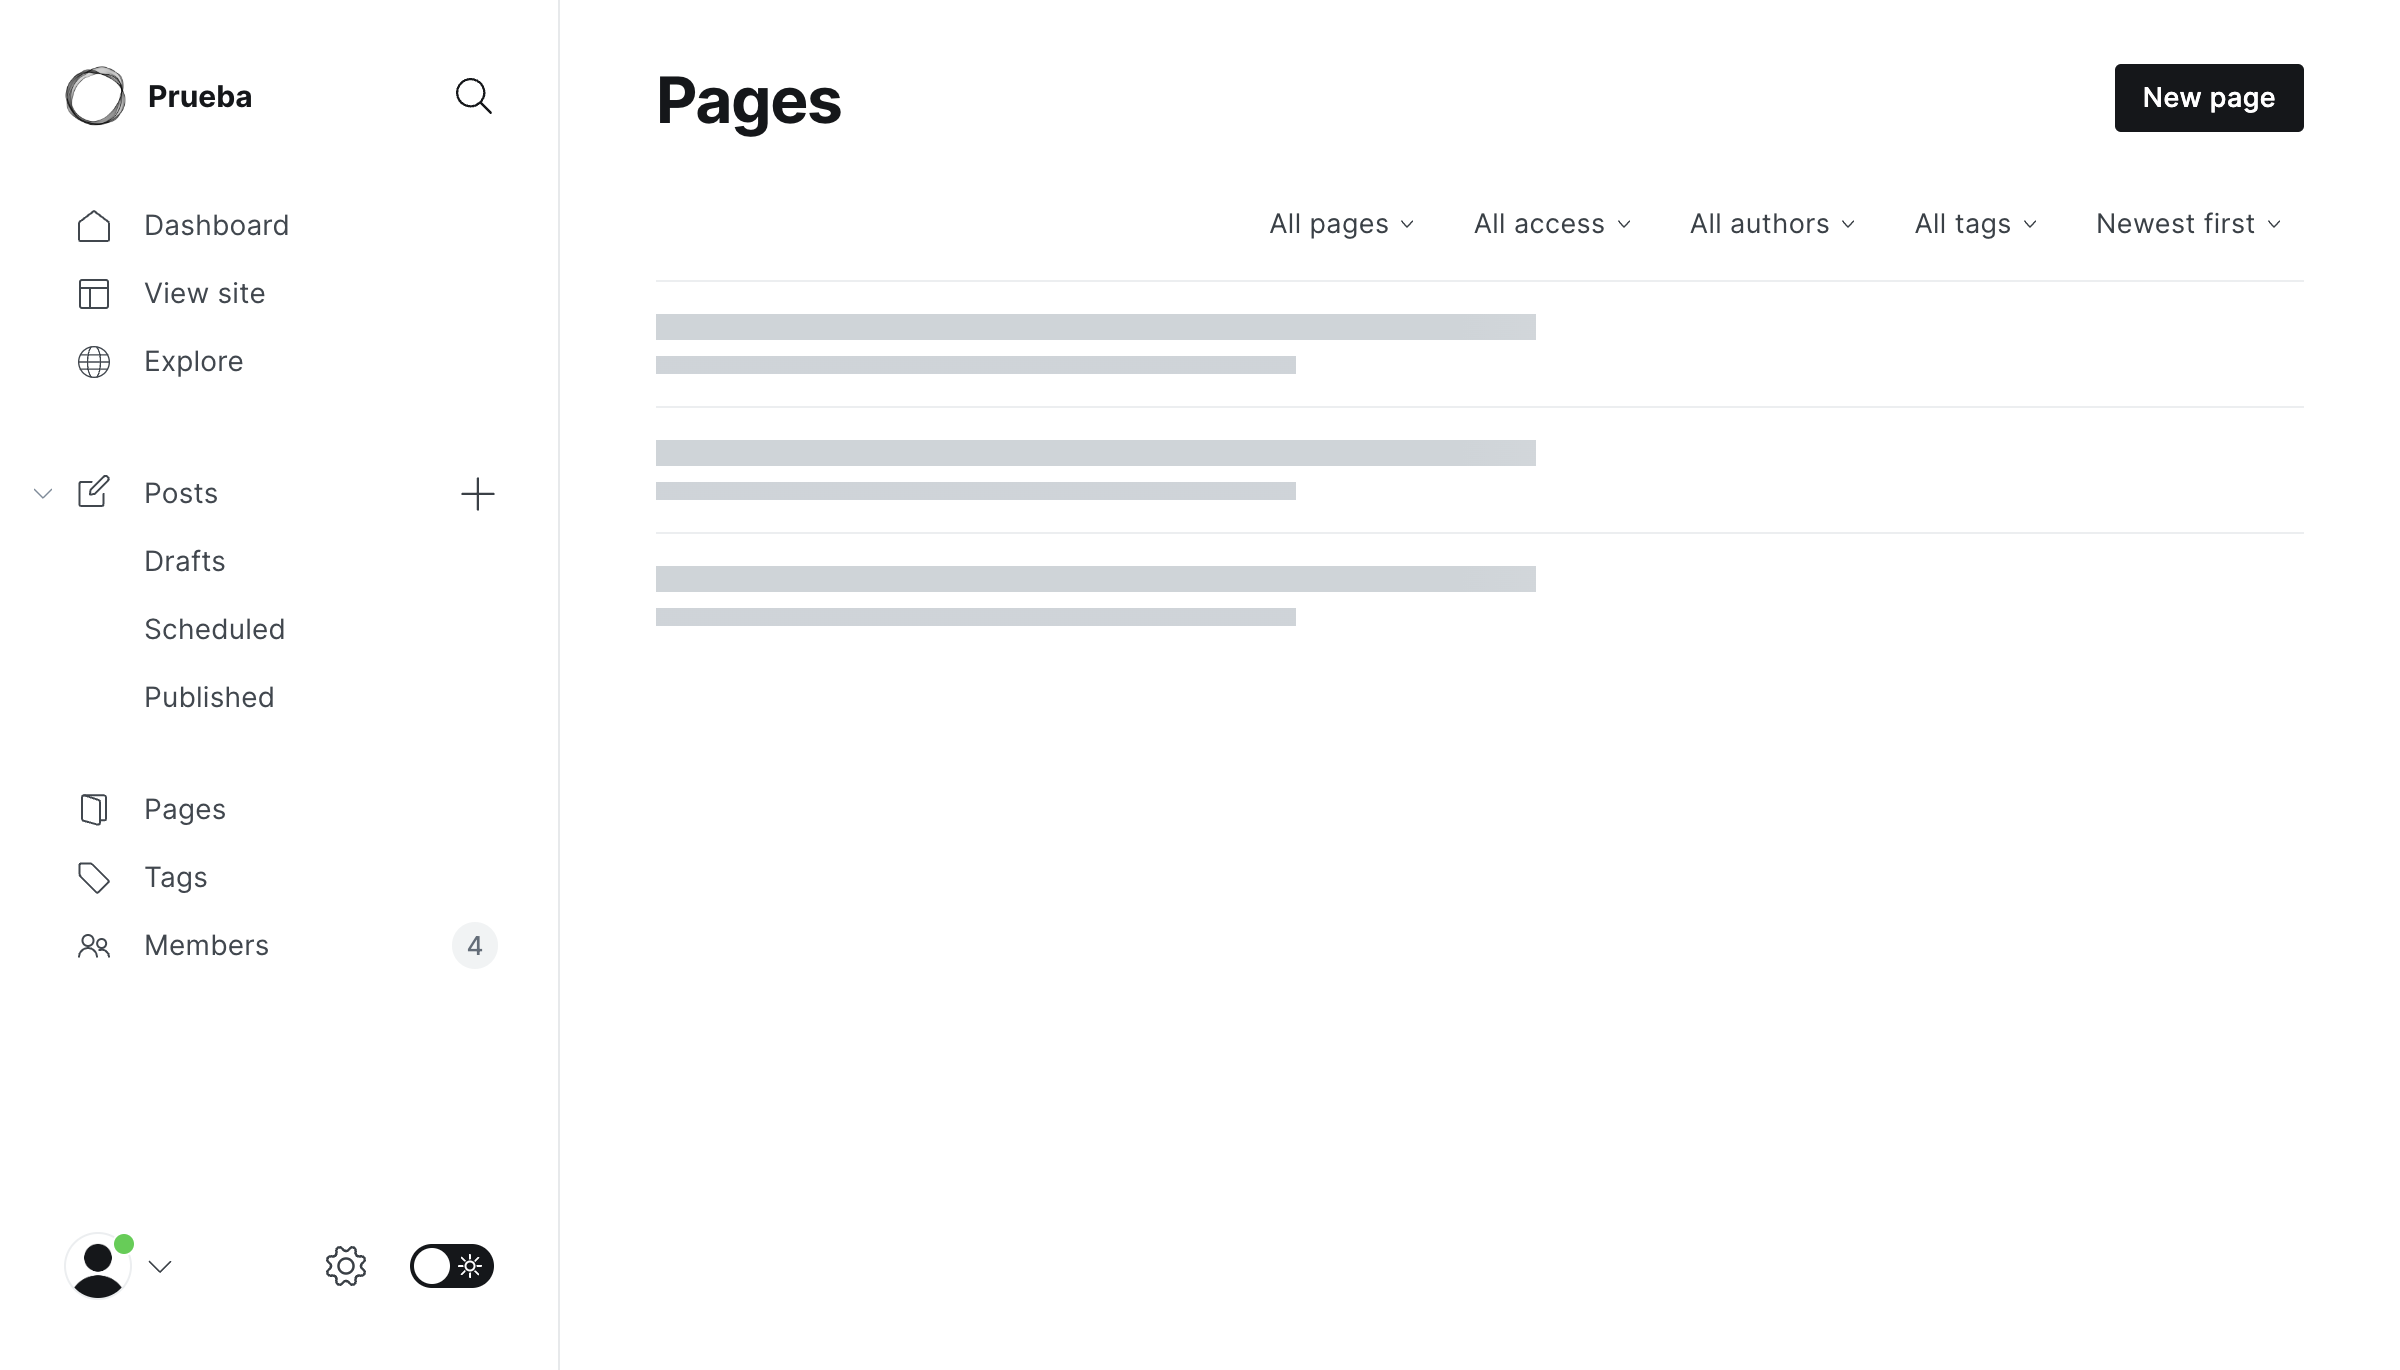 Prueba
Dashboard
View site
Explore
Posts
Drafts
Scheduled
Published
Pages
Tags
Members 4
Pages
New page
All pages All access All authors All tags Newest first